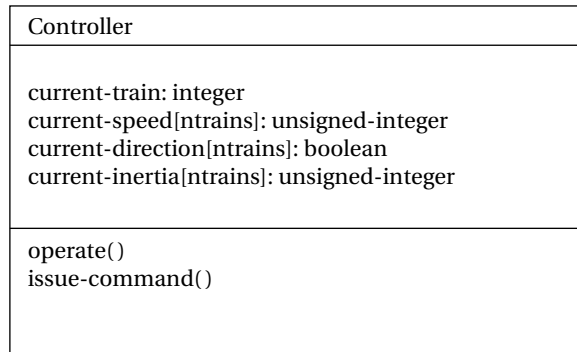 Controller
current-train: integer
current-speed[ntrains]: unsigned-integer
current-direction[ntrains]: boolean
current-inertia[ntrains]: unsigned-integer
operate()
issue-command()